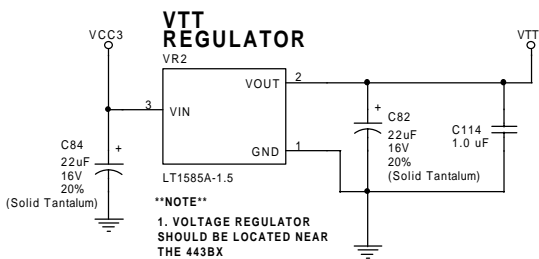 VTT
REGULATOR
VCC3
VTT
VR2
3
VIN
VOUT
2
GND
1
LT1585A-1.5
C84
+
22uF
16V
20%
(Solid Tantalum)
+
C82
22uF
16V
20%
(Solid Tantalum)
C114
1.0 uF
**NOTE**
1. VOLTAGE REGULATOR
SHOULD BE LOCATED NEAR
THE 443BX